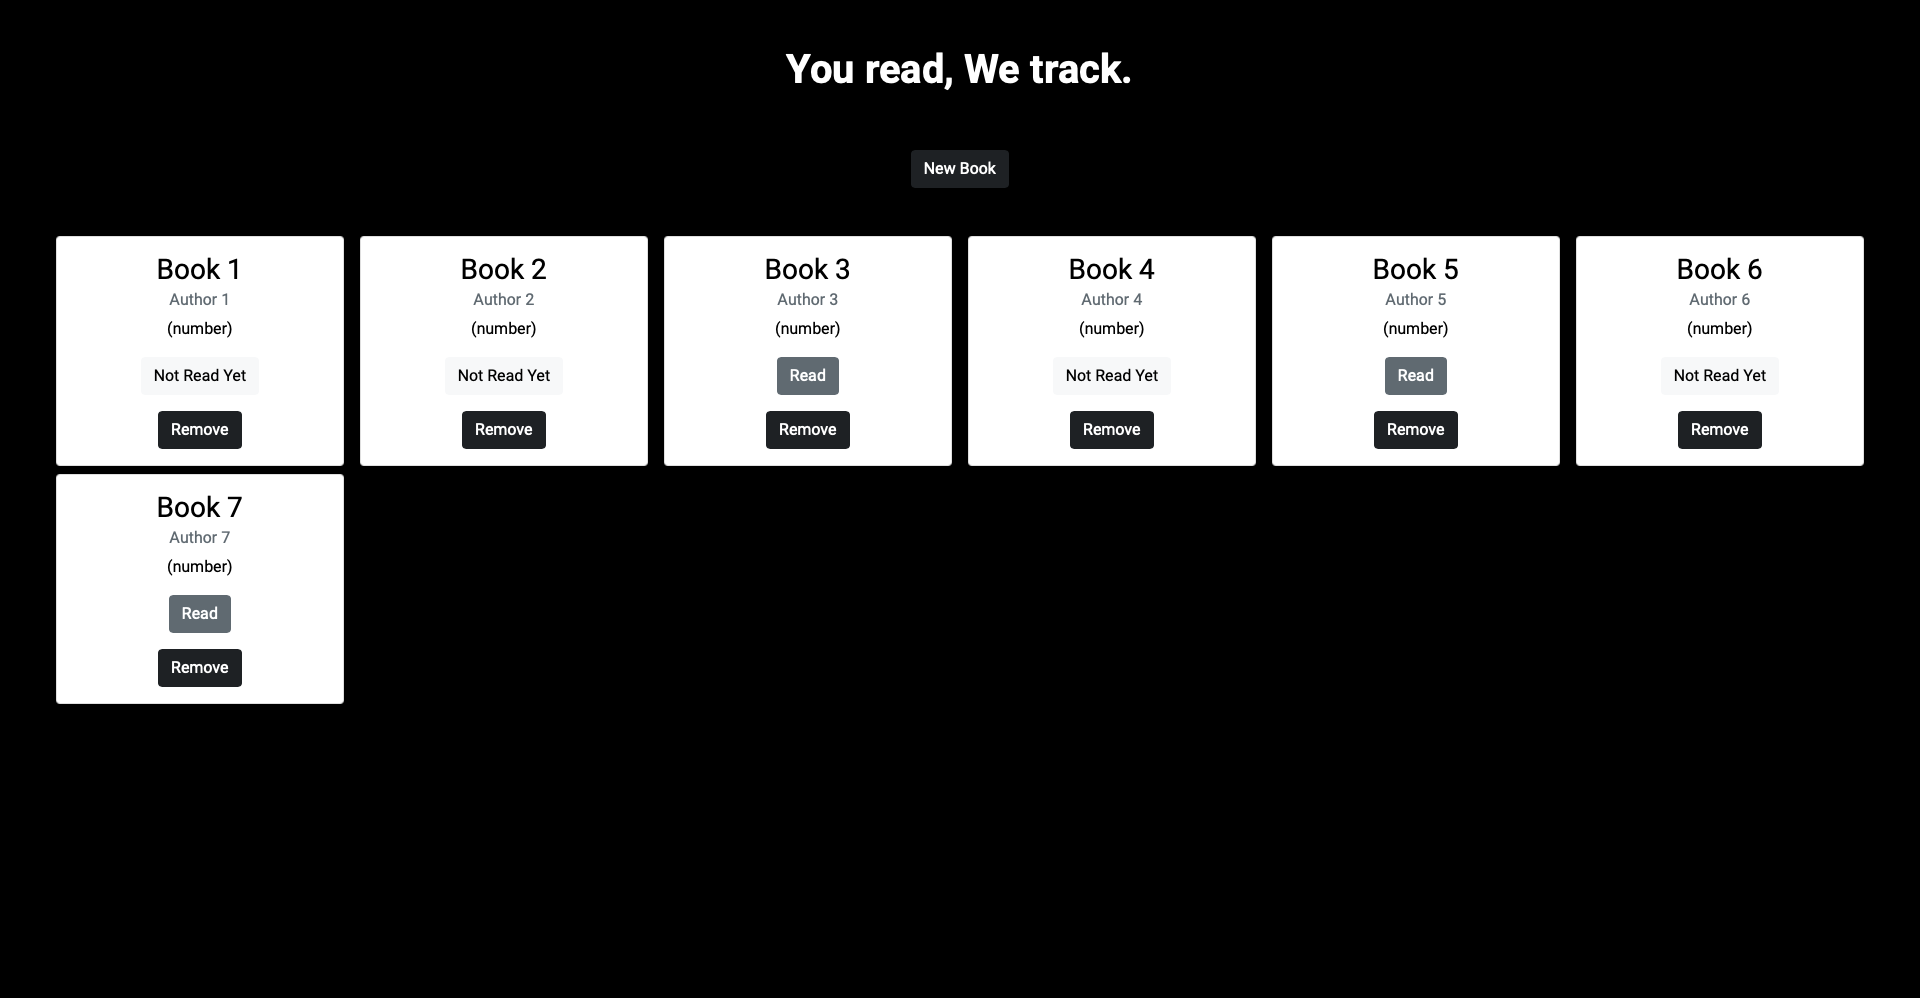 You read, We track.
New Book
Book 1
Author 1
(number)
Not Read Yet
Remove
Book 2
Author 2
(number)
Not Read Yet
Remove
Book 3
Author 3
(number)
Read
Remove
Book 4
Author 4
(number)
Not Read Yet
Remove
Book 5
Author 5
(number)
Read
Remove
Book 6
Author 6
(number)
Not Read Yet
Remove
Book 7
Author 7
(number)
Read
Remove